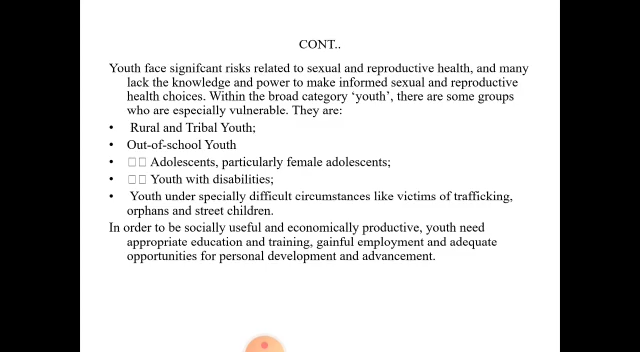 CONT..
Youth face signifcant risks related to sexual and reproductive health, and many
lack the knowledge and power to make informed sexual and reproductive
health choices. Within the broad category ‘youth’, there are some groups
who are especially vulnerable. They are:
• Rural and Tribal Youth;
• Out-of-school Youth
• □□ Adolescents, particularly female adolescents;
• □□ Youth with disabilities;
• Youth under specially difficult circumstances like victims of trafficking,
orphans and street children.
In order to be socially useful and economically productive, youth need
appropriate education and training, gainful employment and adequate
opportunities for personal development and advancement.